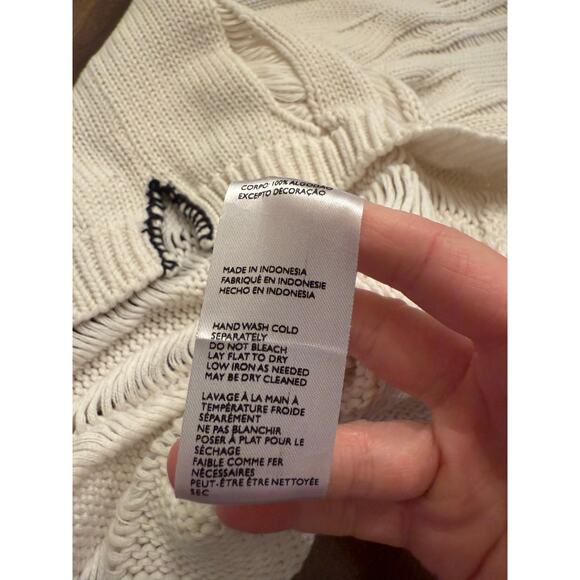 CORPO: 100% ALGODÃO
EXCEPTO DECORAÇÃO
MADE IN INDONESIA
FABRIQUÉ EN INDONESIE
HECHO EN INDONESIA
HAND WASH COLD
SEPARATELY
DO NOT BLEACH
LAY FLAT TO DRY
LOW IRON AS NEEDED
MAY BE DRY CLEANED
LAVAGE À LA MAIN À
TEMPÉRATURE FROIDE
SÉPARÉMENT
NE PAS BLANCHIR
POSER À PLAT POUR LE
SÉCHAGE
FAIBLE COMME FER
NÉCESSAIRES
PEUT-ÊTRE ÊTRE NETTOYÉE
SEC